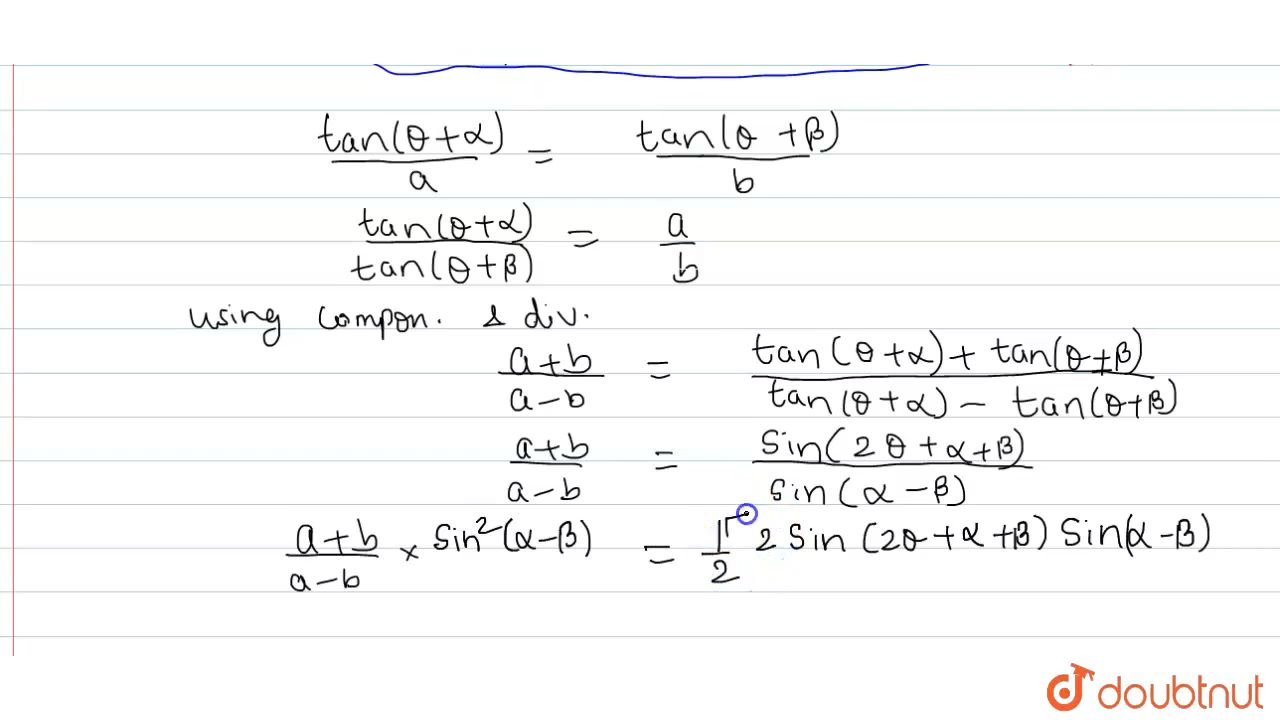 tan(θ+α)/a = tan(θ+β)/b
tan(θ+α)/tan(θ+β) = a/b
using compon. & div.
a+b/a−b = tan(θ+α)+tan(θ+β)/tan(θ+α)−tan(θ+β)
a+b/a−b = Sin(2θ+α+β)/sin(α−β)
a+b/a−b × Sin²(α−β) = 1/2 [2 Sin(2θ+α+β) Sin(α−β)
doubtnut